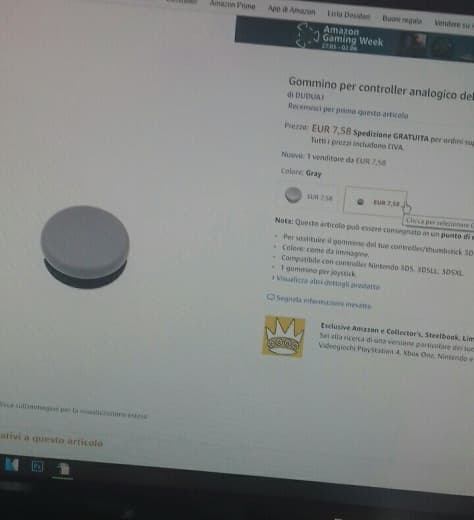 Amazon Prime App di Amazon Lista Desideri Buoni regalo Vendere su
Amazon
Gaming Week
Gommino per controller analogico del
di DUDUA1
Recensisci per primo questo articolo
Prezzo: EUR 7,58 Spedizione GRATUITA per ordini
Tutti i prezzi includono l'IVA.
Nuovo: 1 venditore da EUR 7,58
Colore: Gray
EUR 7,58
EUR 7,58
Clicca per selezionare
Nota: Questo articolo può essere consegnato in un punto di
Per sostituire il gommino del tuo controller/thumbstick 3D
Colore: come da immagine.
Compatibile con controller Nintendo 3DS, 3DSLL, 3DSXL.
1 gommino per joystick.
› Visualizza altri dettagli prodotto
Segnala informazioni inesatte
Esclusive Amazon e Collector's, Steelbook, Lim
Sei alla ricerca di una versione particolare del tuo
Videogiochi PlayStation 4, Xbox One, Nintendo e
sull'immagine per la visualizzazione estesa
ativi a questo articolo
Ps